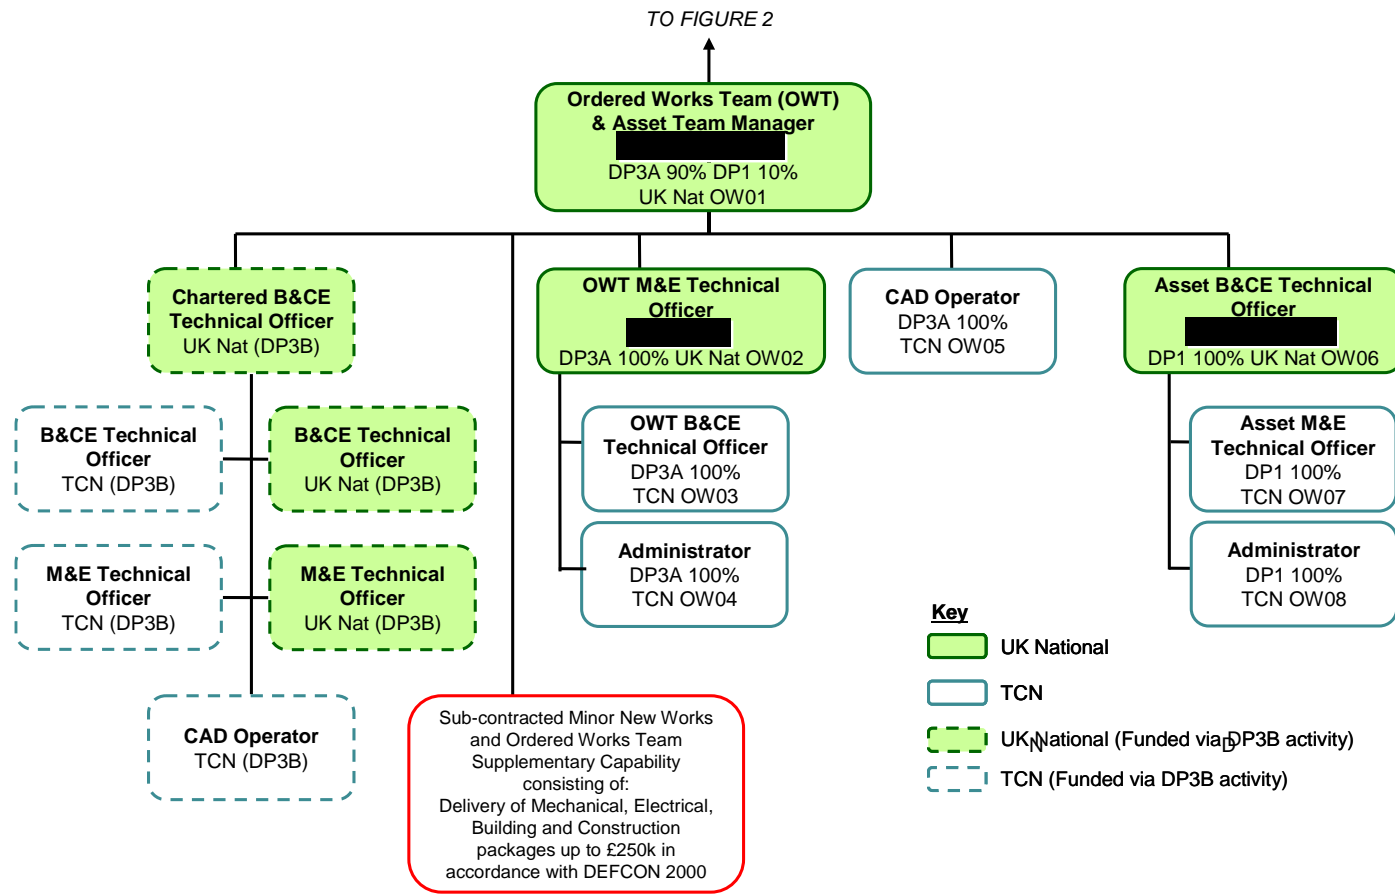 TO FIGURE 2
Ordered Works Team (OWT)
& Asset Team Manager
DP3A 90% DP1 10%
UK Nat OW01
Chartered B&CE
Technical Officer
UK Nat (DP3B)
OWT M&E Technical
Officer
DP3A 100% UK Nat OW02
CAD Operator
DP3A 100%
TCN OW05
Asset B&CE Technical
Officer
DP1 100% UK Nat OW06
B&CE Technical
Officer
TCN (DP3B)
B&CE Technical
Officer
UK Nat (DP3B)
OWT B&CE
Technical Officer
DP3A 100%
TCN OW03
Asset M&E
Technical Officer
DP1 100%
TCN OW07
M&E Technical
Officer
TCN (DP3B)
M&E Technical
Officer
UK Nat (DP3B)
Administrator
DP3A 100%
TCN OW04
Administrator
DP1 100%
TCN OW08
CAD Operator
TCN (DP3B)
Sub-contracted Minor New Works
and Ordered Works Team
Supplementary Capability
consisting of:
Delivery of Mechanical, Electrical,
Building and Construction
packages up to £250k in
accordance with DEFCON 2000
Key
UK National
TCN
UK National (Funded via DP3B activity)
TCN (Funded via DP3B activity)